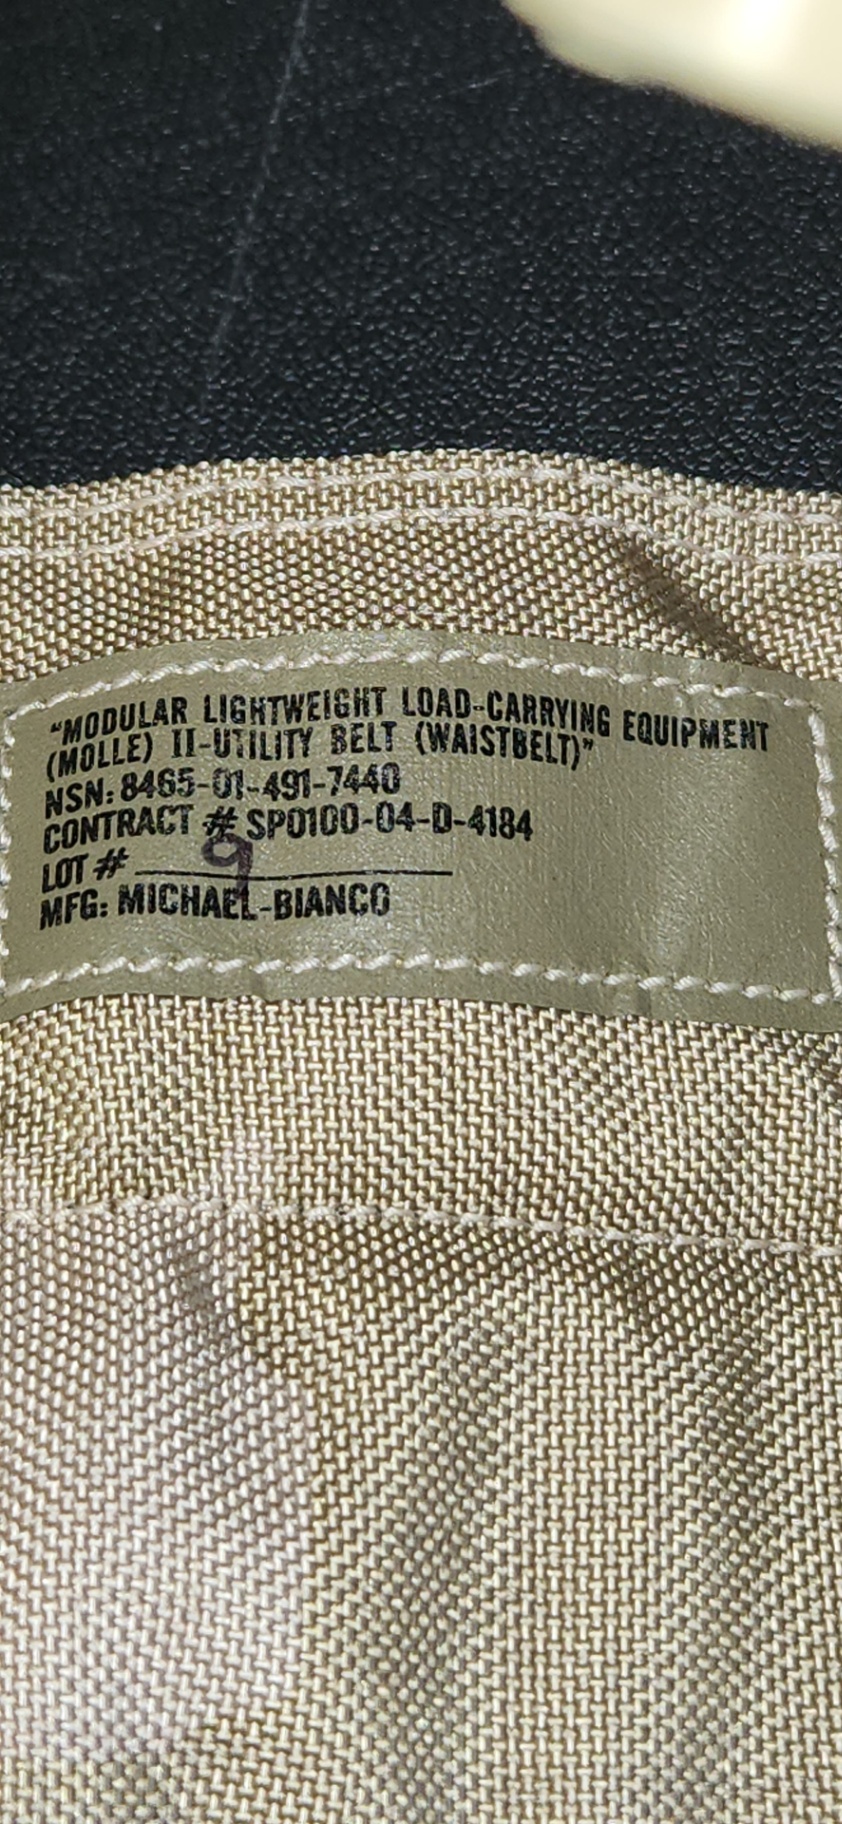 "MODULAR LIGHTWEIGHT LOAD-CARRYING EQUIPMENT
(MOLLE) II-UTILITY BELT (WAISTBELT)"
NSN: 8465-01-491-7440
CONTRACT # SP0100-04-D-4184
LOT # 9
MFG: MICHAEL-BIANCO